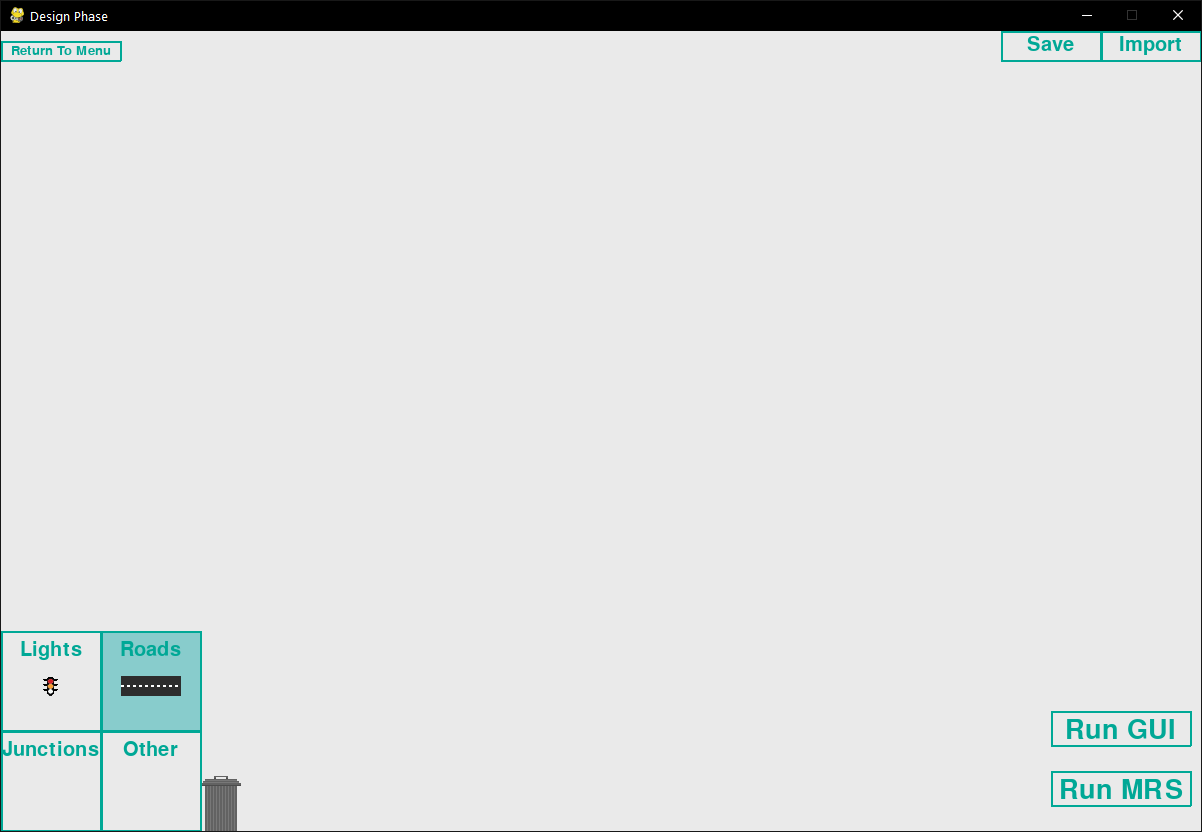 Design Phase
Return To Menu
Save
Import
Lights
Roads
Junctions
Other
Run GUI
Run MRS